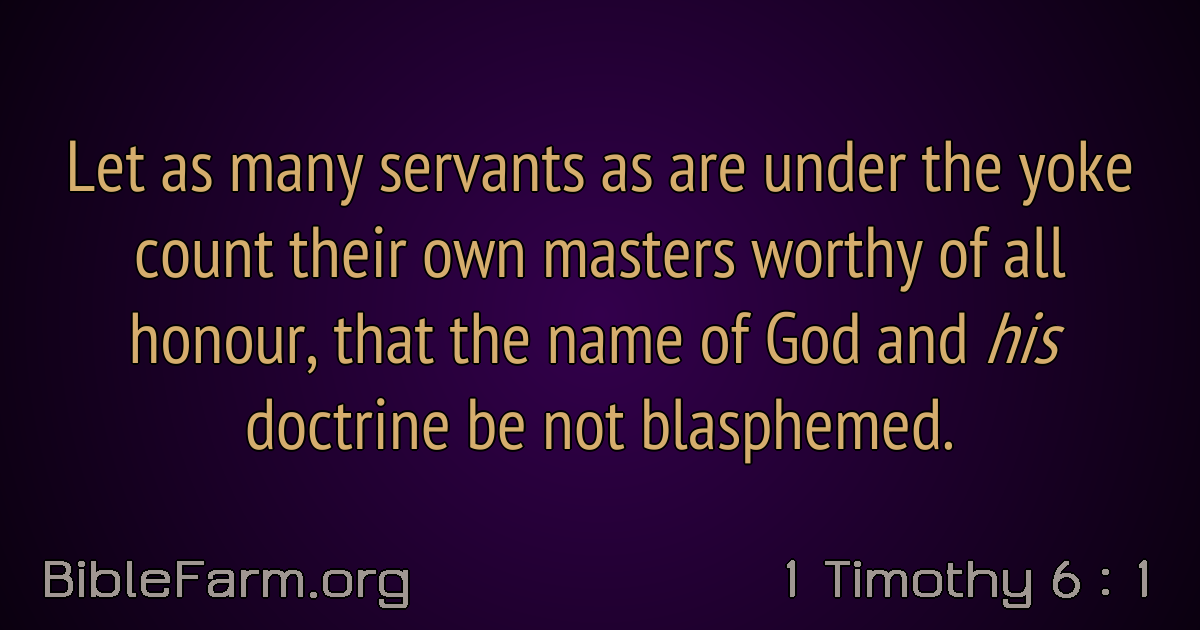 Let as many servants as are under the yoke
count their own masters worthy of all
honour, that the name of God and his
doctrine be not blasphemed.
BibleFarm.org
1 Timothy 6 : 1